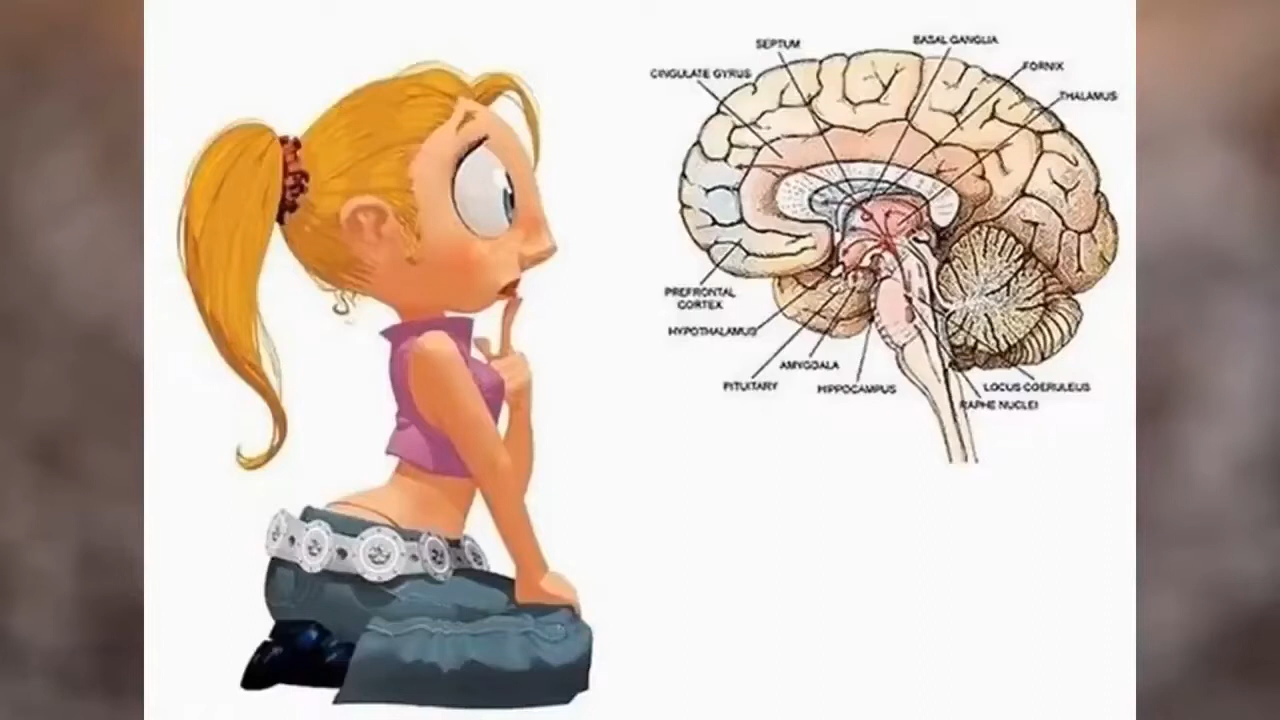 SEPTUM
BASAL GANGLIA
CINGULATE GYRUS
FORNIX
THALAMUS
PREFRONTAL
CORTEX
HYPOTHALAMUS
AMYGDALA
PITUITARY
HIPPOCAMPUS
LOCUS COERULEUS
RAPHE NUCLEI